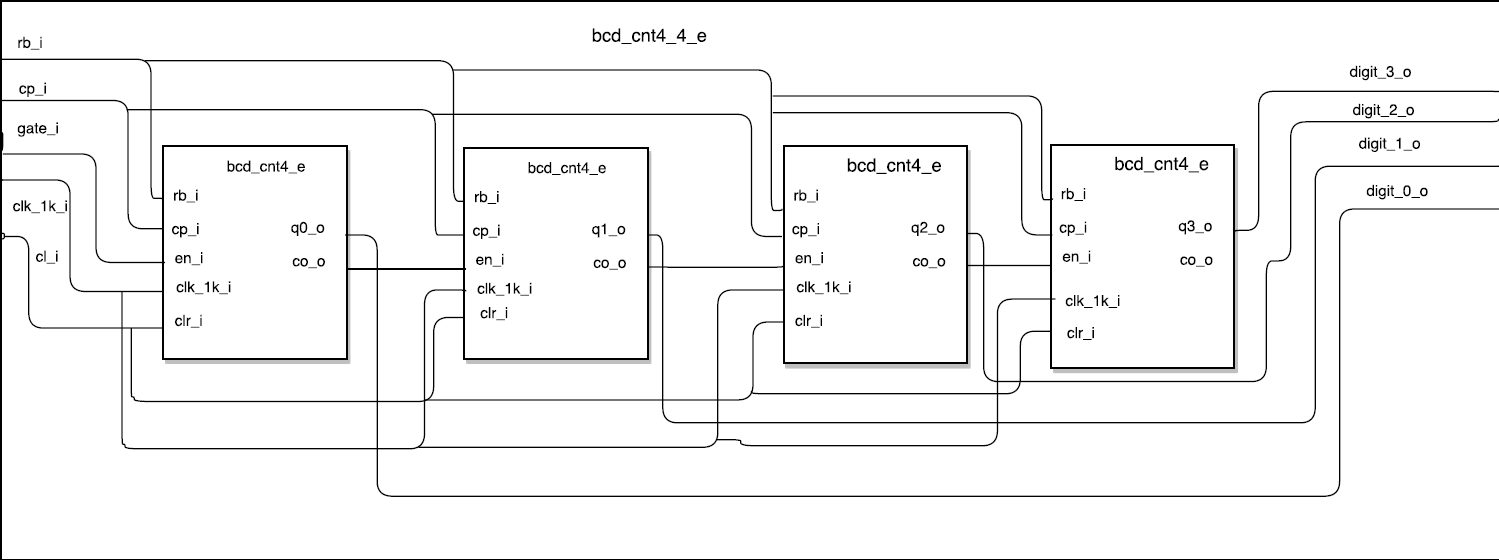 bcd_cnt4_4_e
rb_i
cp_i
gate_i
clk_1k_i
cl_i
bcd_cnt4_e
rb_i
cp_i
q0_o
en_i
co_o
clk_1k_i
clr_i
bcd_cnt4_e
rb_i
cp_i
q1_o
en_i
co_o
clk_1k_i
clr_i
bcd_cnt4_e
rb_i
cp_i
q2_o
en_i
co_o
clk_1k_i
clr_i
bcd_cnt4_e
rb_i
cp_i
q3_o
en_i
co_o
clk_1k_i
clr_i
digit_3_o
digit_2_o
digit_1_o
digit_0_o